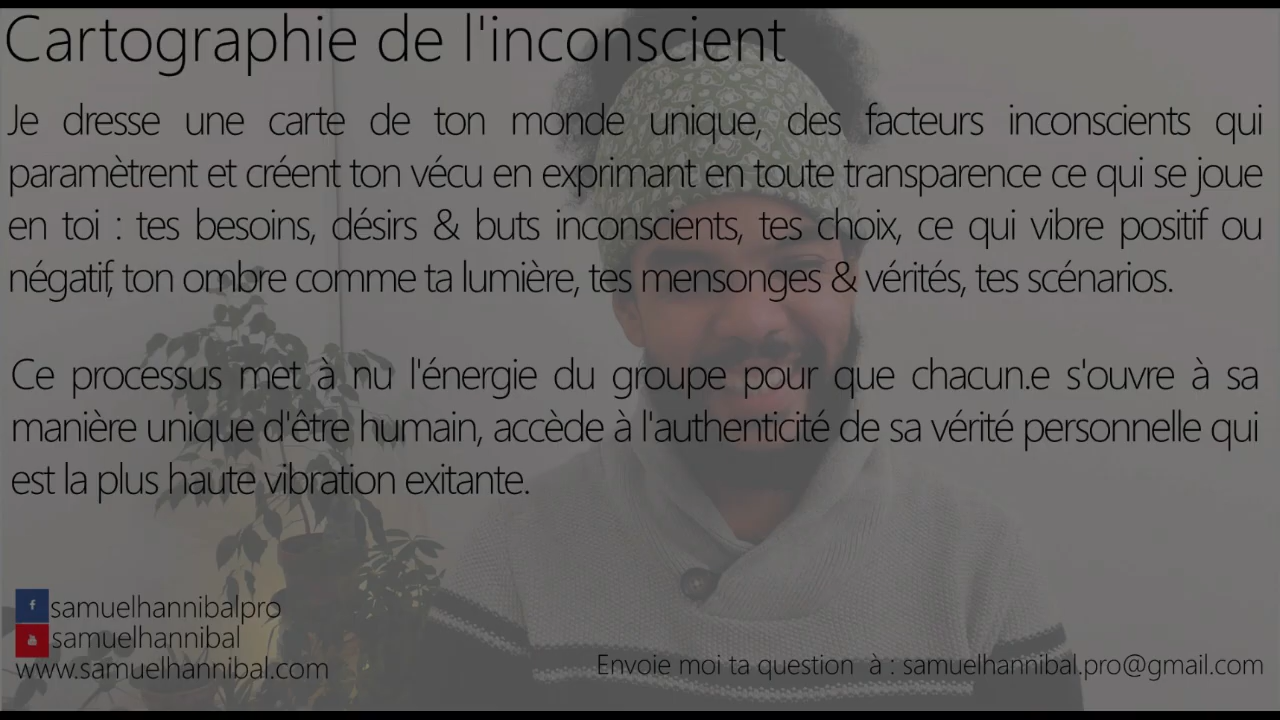 Cartographie de l'inconscient
Je dresse une carte de ton monde unique, des facteurs inconscients qui
paramètrent et créent ton vécu en exprimant en toute transparence ce qui se joue
en toi : tes besoins, désirs & buts inconscients, tes choix, ce qui vibre positif ou
négatif, ton ombre comme ta lumière, tes mensonges & vérités, tes scénarios.
Ce processus met à nu l'énergie du groupe pour que chacun.e s'ouvre à sa
manière unique d'être humain, accède à l'authenticité de sa vérité personnelle qui
est la plus haute vibration exitante.
samuelhannibalpro
samuelhannibal
www.samuelhannibal.com
Envoie moi ta question à : samuelhannibal.pro@gmail.com